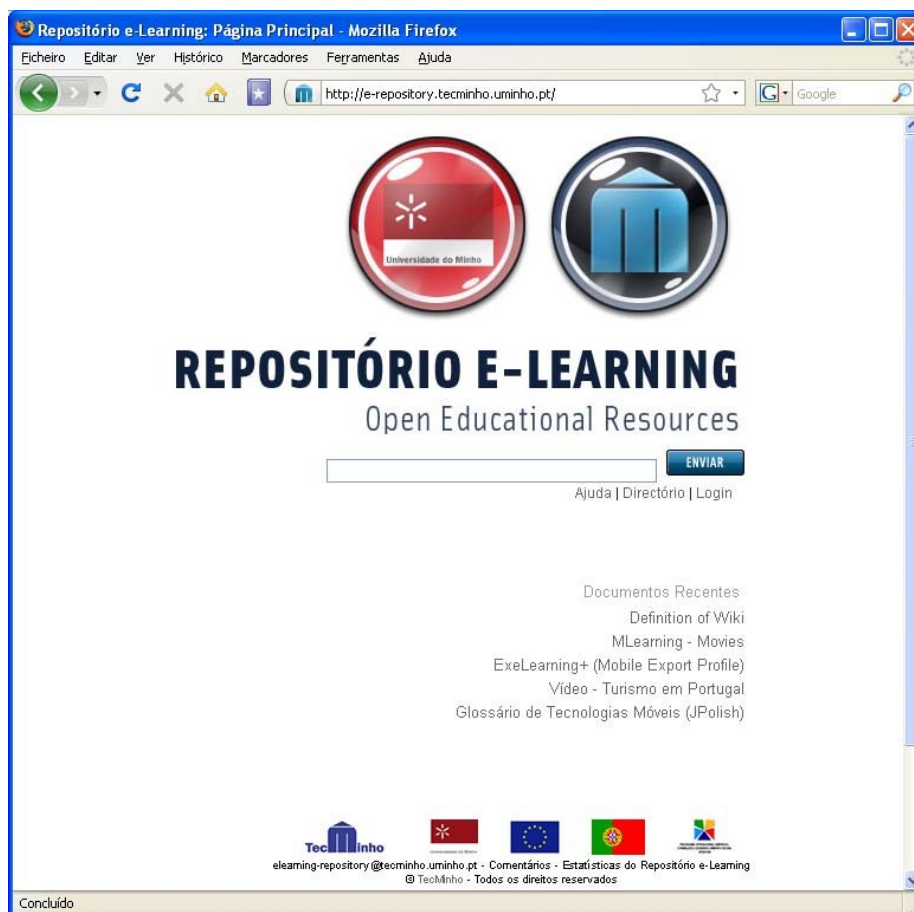 Repositório e-Learning: Página Principal - Mozilla Firefox
Ficheiro Editar Ver Histórico Marcadores Ferramentas Ajuda
http://e-repository.tecminho.uminho.pt/ G Google
Universidade do Minho
REPOSITÓRIO E-LEARNING
Open Educational Resources
ENVIAR
Ajuda | Directório | Login
Documentos Recentes
Definition of Wiki
MLearning - Movies
ExeLearning+ (Mobile Export Profile)
Vídeo - Turismo em Portugal
Glossário de Tecnologias Móveis (JPolish)
TecMinho
elearning-repository@tecminho.uminho.pt - Comentários - Estatísticas do Repositório e-Learning
© TecMinho - Todos os direitos reservados
Concluído